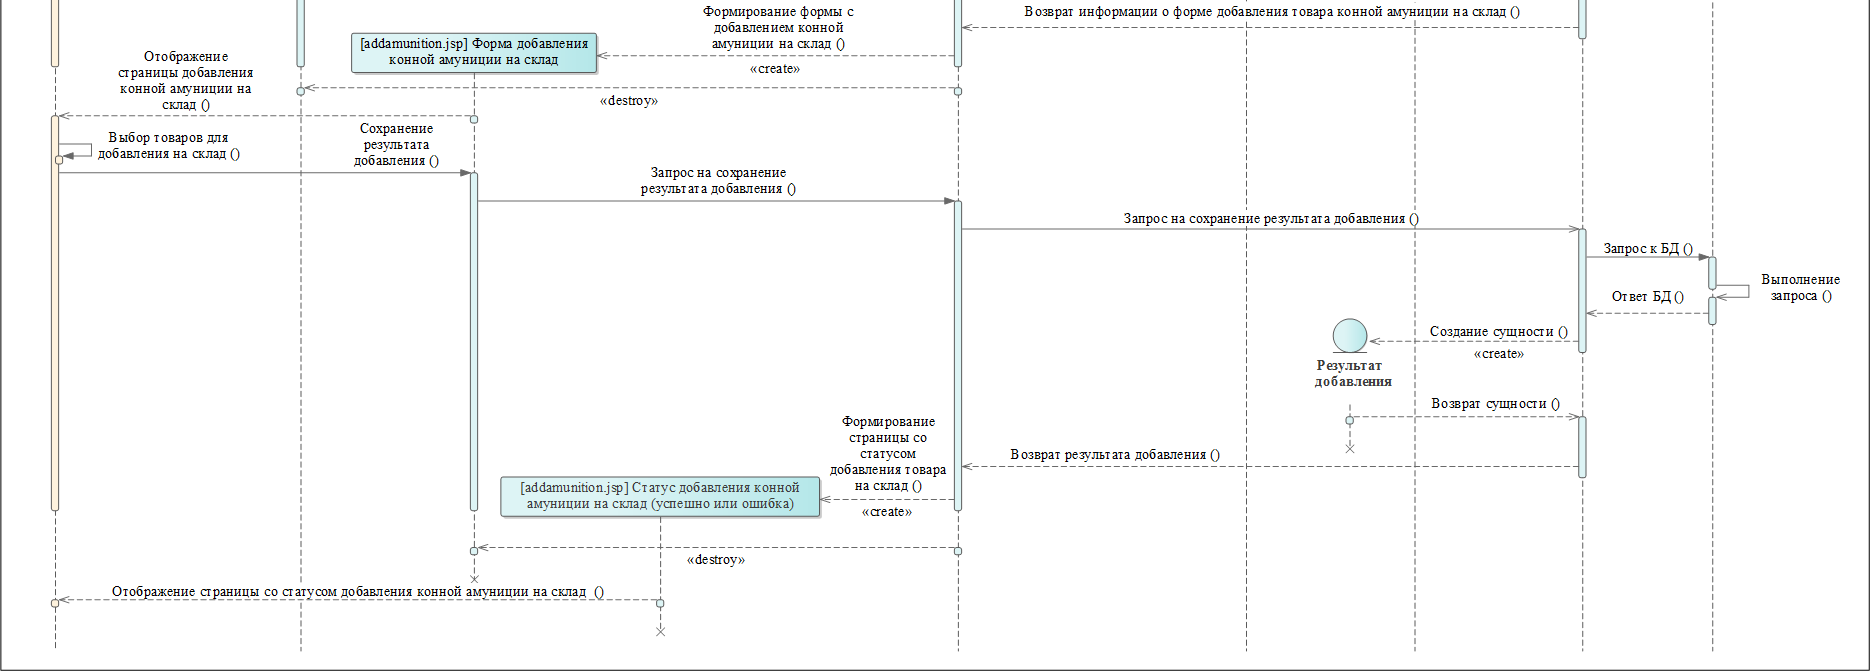 Формирование формы с
добавлением конной
амуниции на склад ()
Возврат информации о форме добавления товара конной амуниции на склад ()
[addamunition.jsp] Форма добавления
конной амуниции на склад
«create»
Отображение
страницы добавления
конной амуниции на
склад ()
«destroy»
Выбор товаров для
добавления на склад ()
Сохранение
результата
добавления ()
Запрос на сохранение
результата добавления ()
Запрос на сохранение результата добавления ()
Запрос к БД ()
Выполнение
запроса ()
Ответ БД ()
Создание сущности ()
«create»
Результат
добавления
Возврат сущности ()
Формирование
страницы со
статусом
добавления товара
на склад ()
Возврат результата добавления ()
[addamunition.jsp] Статус добавления конной
амуниции на склад (успешно или ошибка)
«create»
«destroy»
Отображение страницы со статусом добавления конной амуниции на склад ()